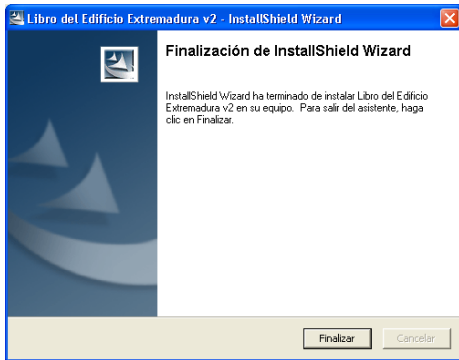 Libro del Edificio Extremadura v2 - InstallShield Wizard
Finalización de InstallShield Wizard
InstallShield Wizard ha terminado de instalar Libro del Edificio
Extremadura v2 en su equipo. Para salir del asistente, haga
clic en Finalizar.
Finalizar
Cancelar